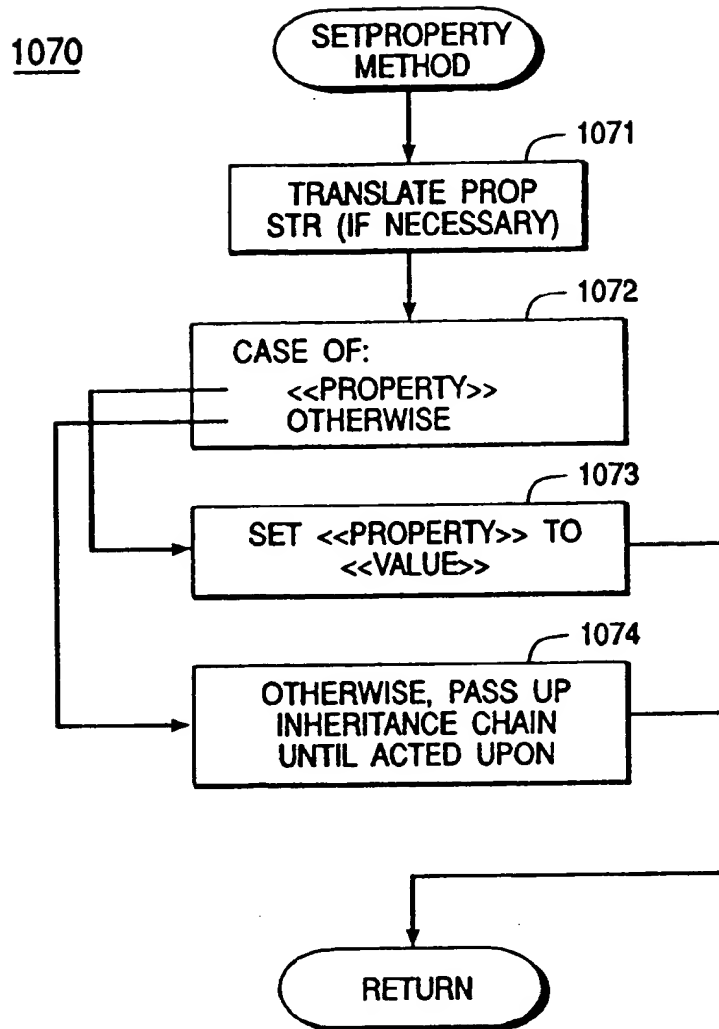 1070
SETPROPERTY
METHOD
1071
TRANSLATE PROP
STR (IF NECESSARY)
1072
CASE OF:
<<PROPERTY>>
OTHERWISE
1073
SET <<PROPERTY>> TO
<<VALUE>>
1074
OTHERWISE, PASS UP
INHERITANCE CHAIN
UNTIL ACTED UPON
RETURN